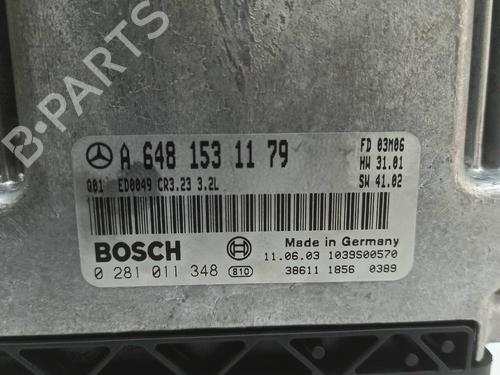 A 648 153 11 79
FD 03M06
HW 31.01
G01 ED0049 CR3.23 3.2L
SW 41.02
BOSCH
Made in Germany
0 281 011 348 810
11.06.03 1039S00570
38611 1856 0389
B-PARTS